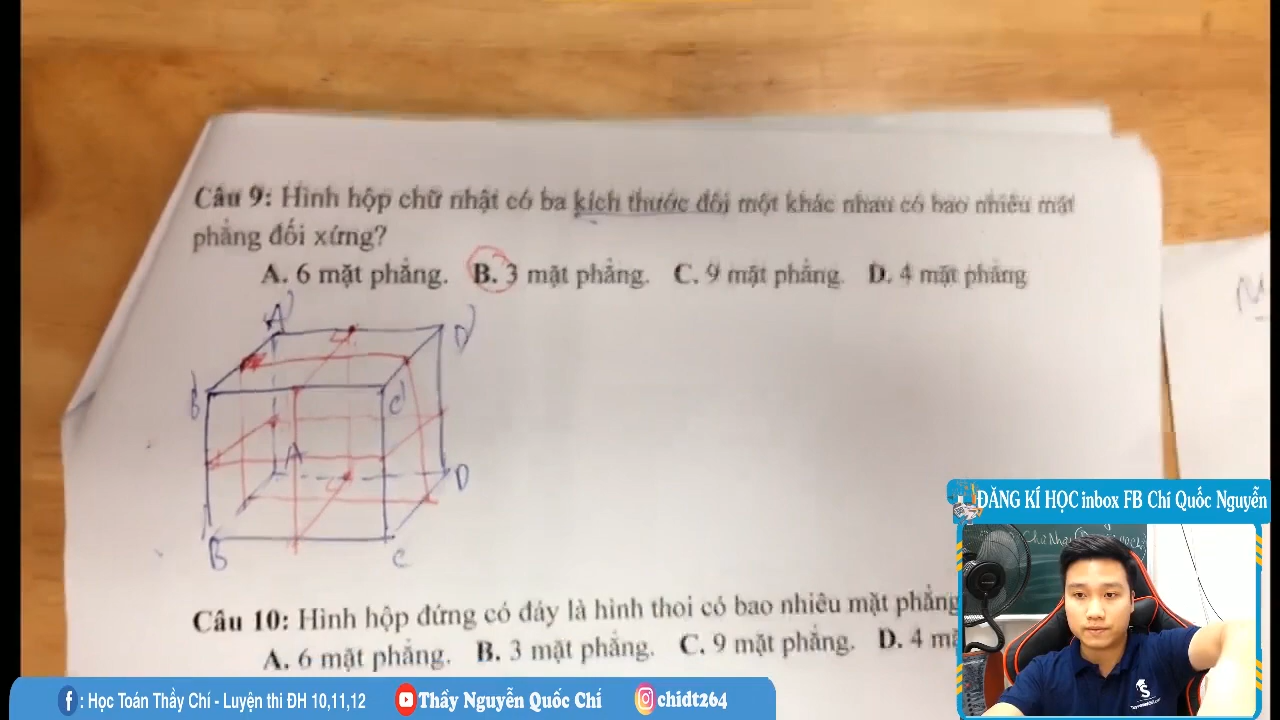 Câu 9: Hình hộp chữ nhật có ba kích thước đôi một khác nhau có bao nhiêu mặt
phẳng đối xứng?
A. 6 mặt phẳng. B. 3 mặt phẳng. C. 9 mặt phẳng. D. 4 mặt phẳng
A' D'
B' C'
A D
B C
Câu 10: Hình hộp đứng có đáy là hình thoi có bao nhiêu mặt phẳng
A. 6 mặt phẳng. B. 3 mặt phẳng. C. 9 mặt phẳng. D. 4
ĐĂNG KÍ HỌC inbox FB Chí Quốc Nguyễn
f : Học Toán Thầy Chí - Luyện thi ĐH 10,11,12 Thầy Nguyễn Quốc Chí chidt264